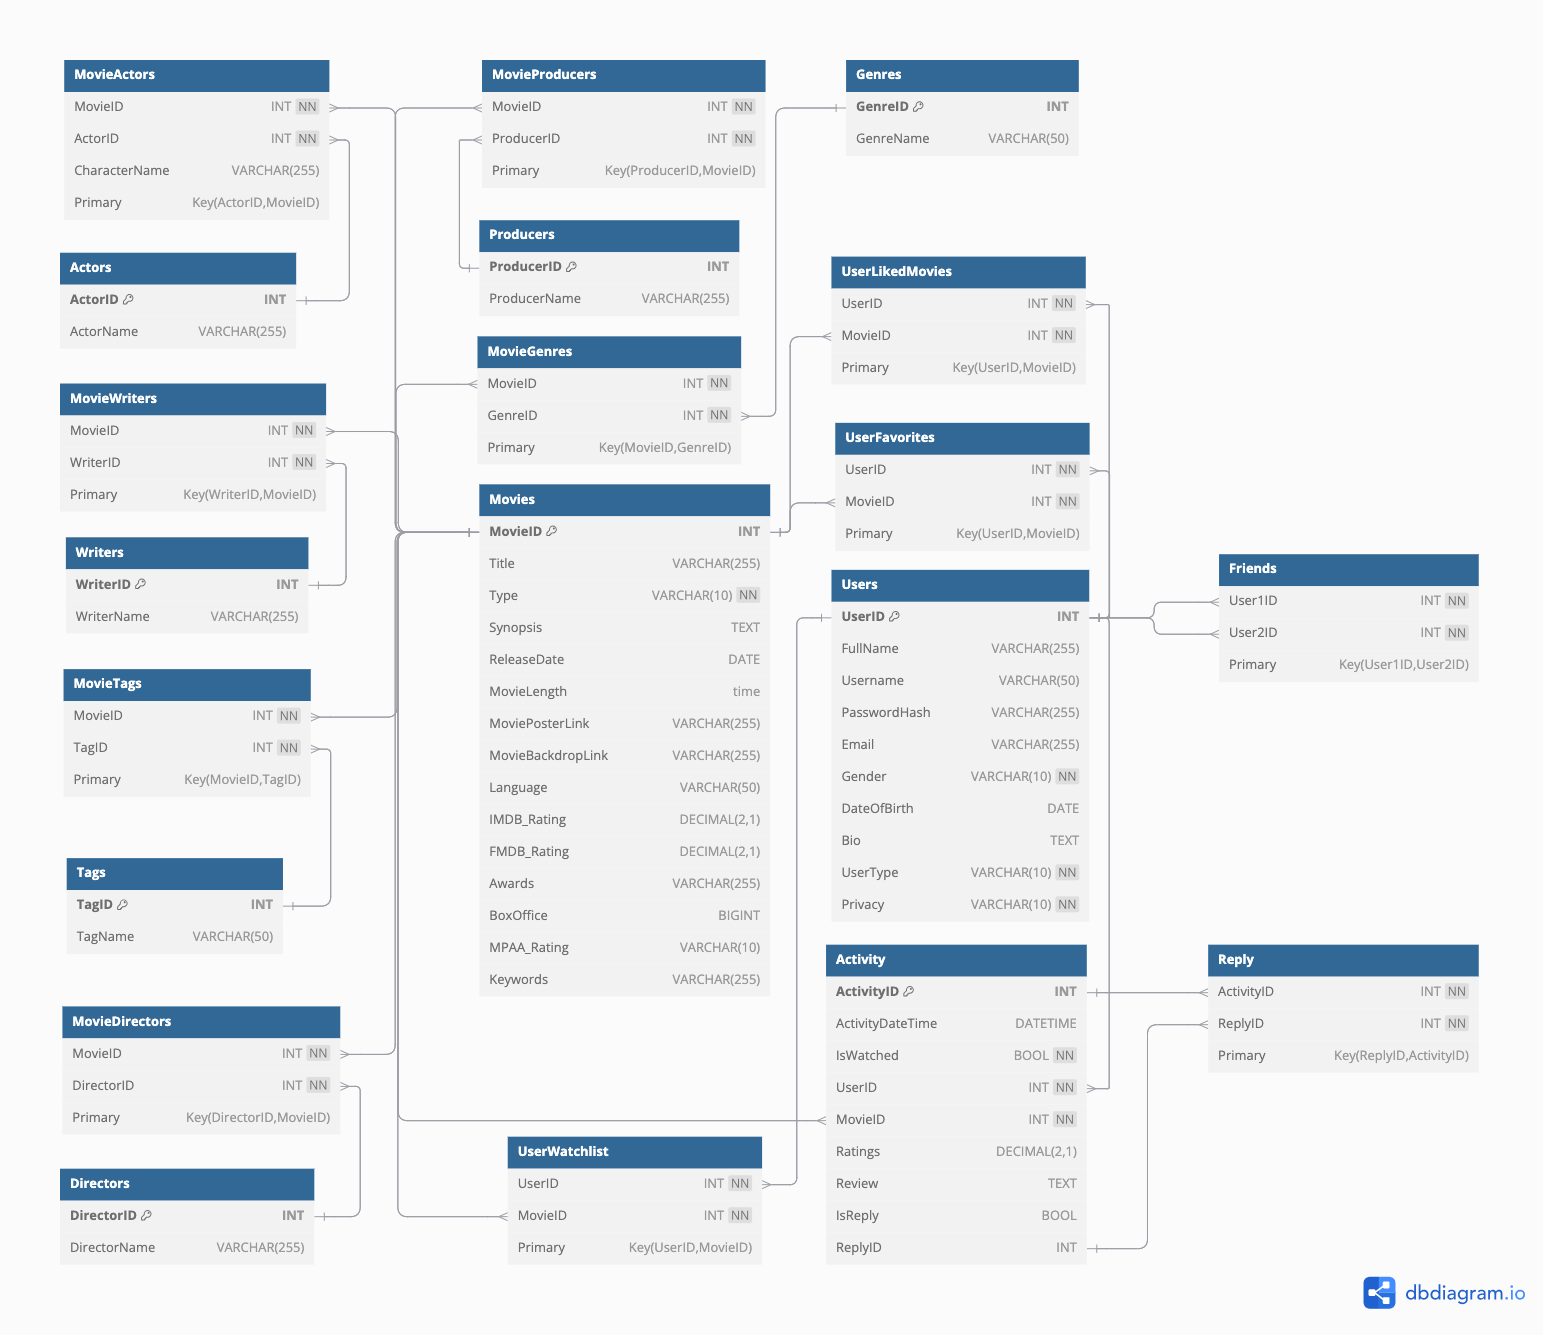 MovieActors
MovieID INT NN
ActorID INT NN
CharacterName VARCHAR(255)
Primary Key(ActorID,MovieID)
Actors
ActorID INT
ActorName VARCHAR(255)
MovieWriters
MovieID INT NN
WriterID INT NN
Primary Key(WriterID,MovieID)
Writers
WriterID INT
WriterName VARCHAR(255)
MovieTags
MovieID INT NN
TagID INT NN
Primary Key(MovieID,TagID)
Tags
TagID INT
TagName VARCHAR(50)
MovieDirectors
MovieID INT NN
DirectorID INT NN
Primary Key(DirectorID,MovieID)
Directors
DirectorID INT
DirectorName VARCHAR(255)
MovieProducers
MovieID INT NN
ProducerID INT NN
Primary Key(ProducerID,MovieID)
Producers
ProducerID INT
ProducerName VARCHAR(255)
MovieGenres
MovieID INT NN
GenreID INT NN
Primary Key(MovieID,GenreID)
Movies
MovieID INT
Title VARCHAR(255)
Type VARCHAR(10) NN
Synopsis TEXT
ReleaseDate DATE
MovieLength time
MoviePosterLink VARCHAR(255)
MovieBackdropLink VARCHAR(255)
Language VARCHAR(50)
IMDB_Rating DECIMAL(2,1)
FMDB_Rating DECIMAL(2,1)
Awards VARCHAR(255)
BoxOffice BIGINT
MPAA_Rating VARCHAR(10)
Keywords VARCHAR(255)
UserWatchlist
UserID INT NN
MovieID INT NN
Primary Key(UserID,MovieID)
Genres
GenreID INT
GenreName VARCHAR(50)
UserLikedMovies
UserID INT NN
MovieID INT NN
Primary Key(UserID,MovieID)
UserFavorites
UserID INT NN
MovieID INT NN
Primary Key(UserID,MovieID)
Users
UserID INT
FullName VARCHAR(255)
Username VARCHAR(50)
PasswordHash VARCHAR(255)
Email VARCHAR(255)
Gender VARCHAR(10) NN
DateOfBirth DATE
Bio TEXT
UserType VARCHAR(10) NN
Privacy VARCHAR(10) NN
Activity
ActivityID INT
ActivityDateTime DATETIME
IsWatched BOOL NN
UserID INT NN
MovieID INT NN
Ratings DECIMAL(2,1)
Review TEXT
IsReply BOOL
ReplyID INT
Friends
User1ID INT NN
User2ID INT NN
Primary Key(User1ID,User2ID)
Reply
ActivityID INT NN
ReplyID INT NN
Primary Key(ReplyID,ActivityID)
dbdiagram.io